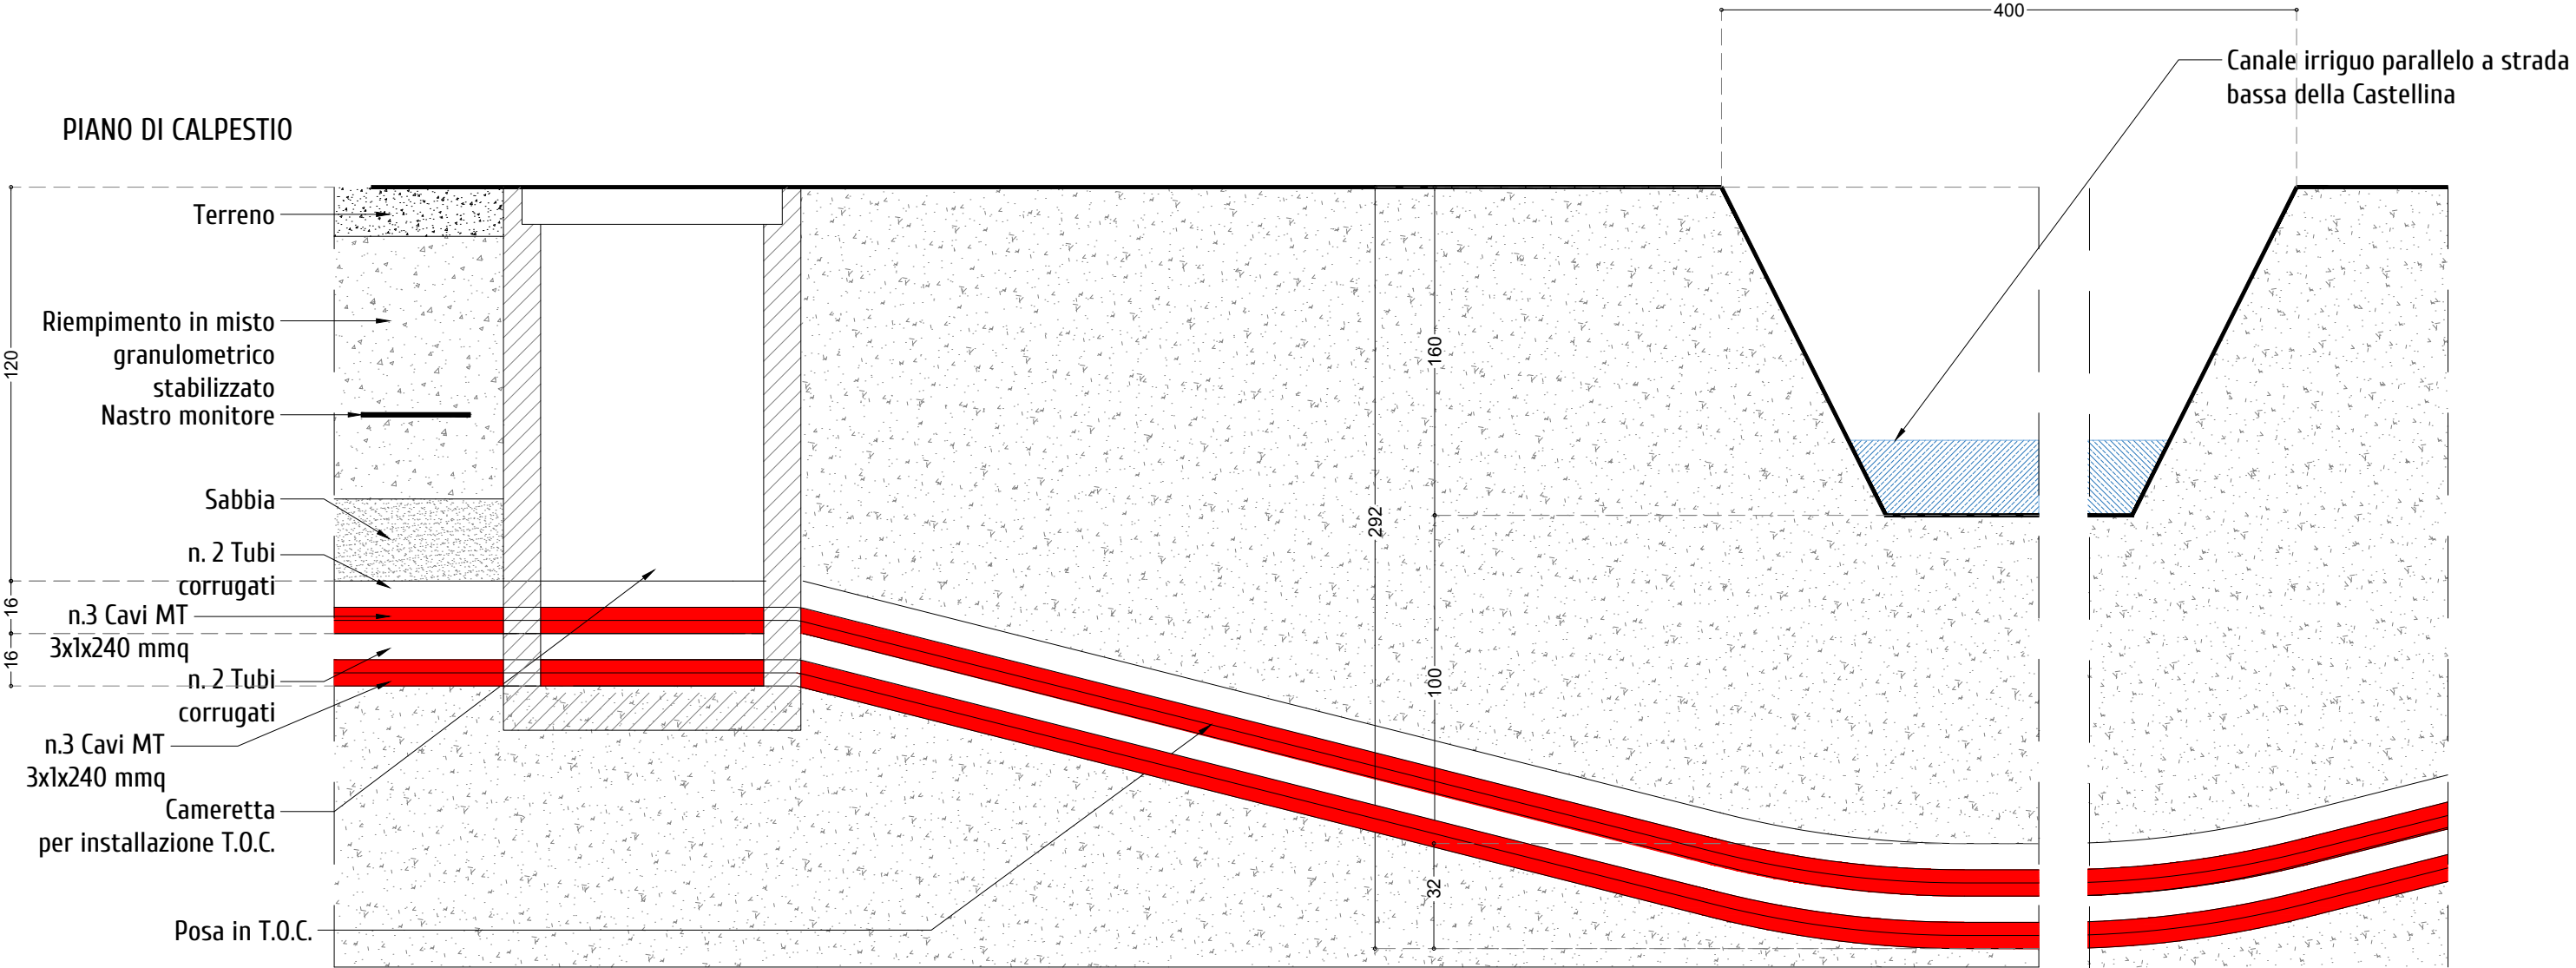 400
Canale irriguo parallelo a strada
bassa della Castellina
PIANO DI CALPESTIO
Terreno
Riempimento in misto
granulometrico
stabilizzato
Nastro monitore
Sabbia
n. 2 Tubi
corrugati
n.3 Cavi MT
3x1x240 mmq
n. 2 Tubi
corrugati
n.3 Cavi MT
3x1x240 mmq
Cameretta
per installazione T.O.C.
Posa in T.O.C.
120
16
16
292
160
100
32